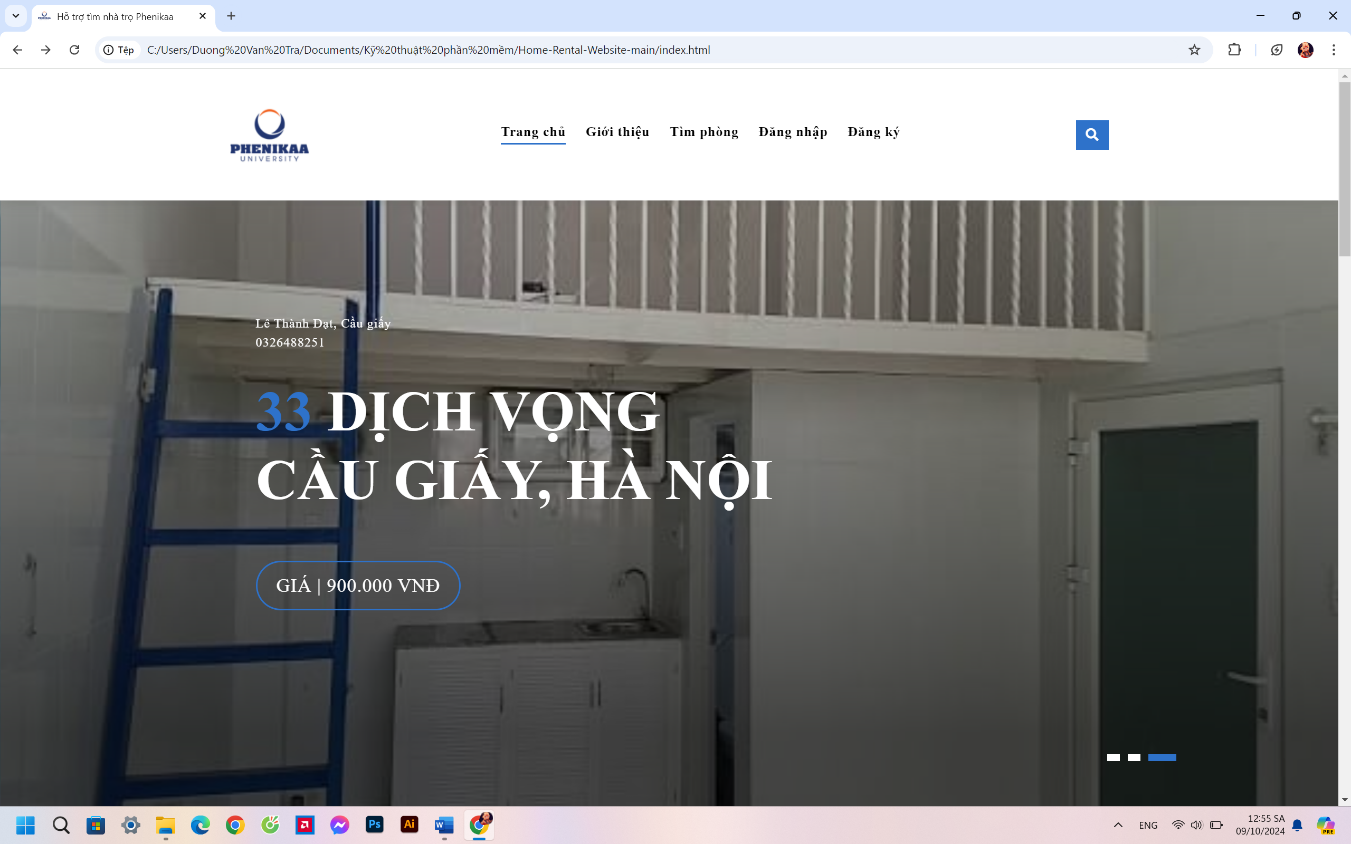 Hỗ trợ tìm nhà trọ Phenikaa
Tệp C:/Users/Duong%20Van%20Tra/Documents/Kỹ%20thuật%20phần%20mềm/Home-Rental-Website-main/index.html
PHENIKAA
UNIVERSITY
Trang chủ Giới thiệu Tìm phòng Đăng nhập Đăng ký
Lê Thành Đạt, Cầu giấy
0326488251
33 DỊCH VỌNG
CẦU GIẤY, HÀ NỘI
GIÁ | 900.000 VNĐ
Ps Ai ENG 12:55 SA
09/10/2024
PRE